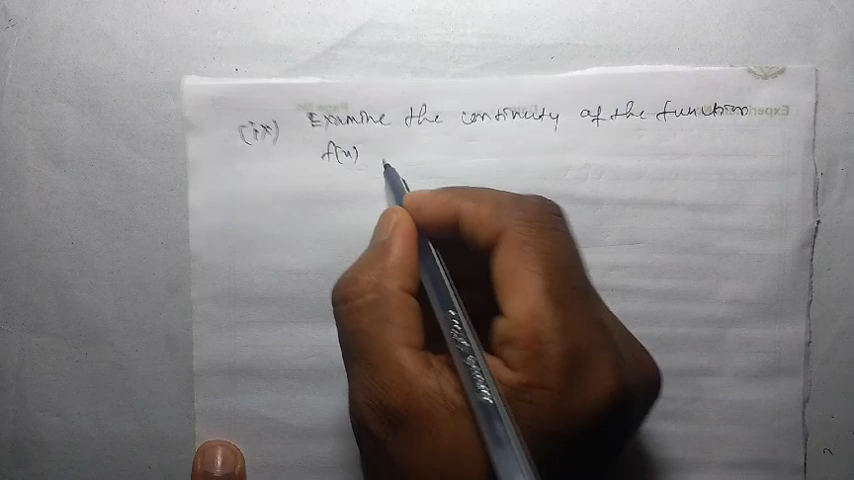 (ix) Examine the continuity of the function
f(x)